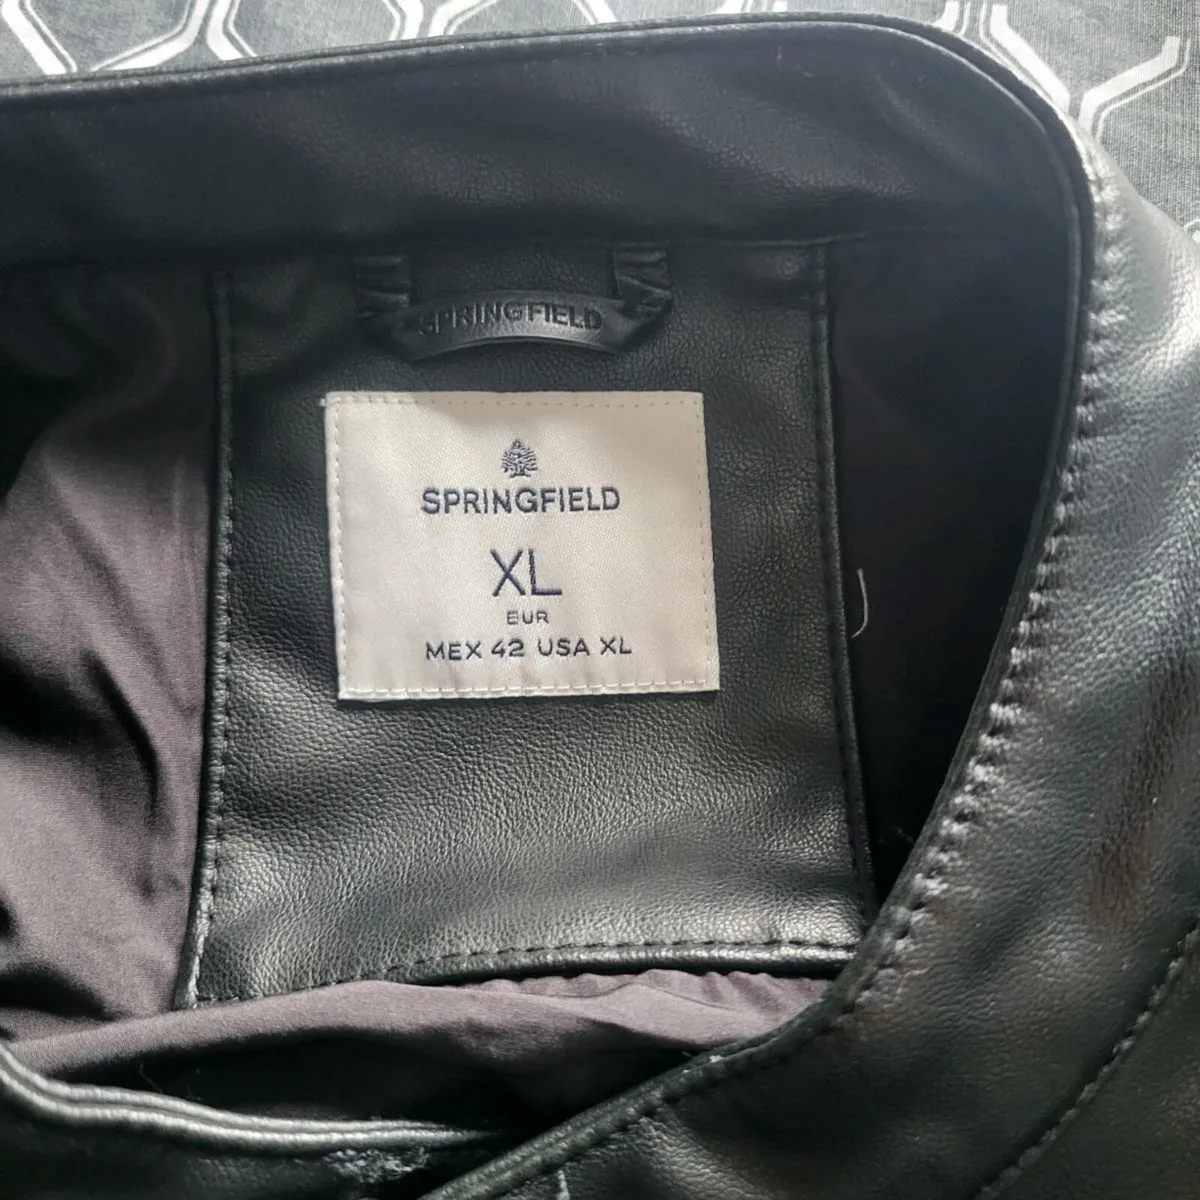 SPRINGFIELD
SPRINGFIELD
XL
EUR
MEX 42 USA XL